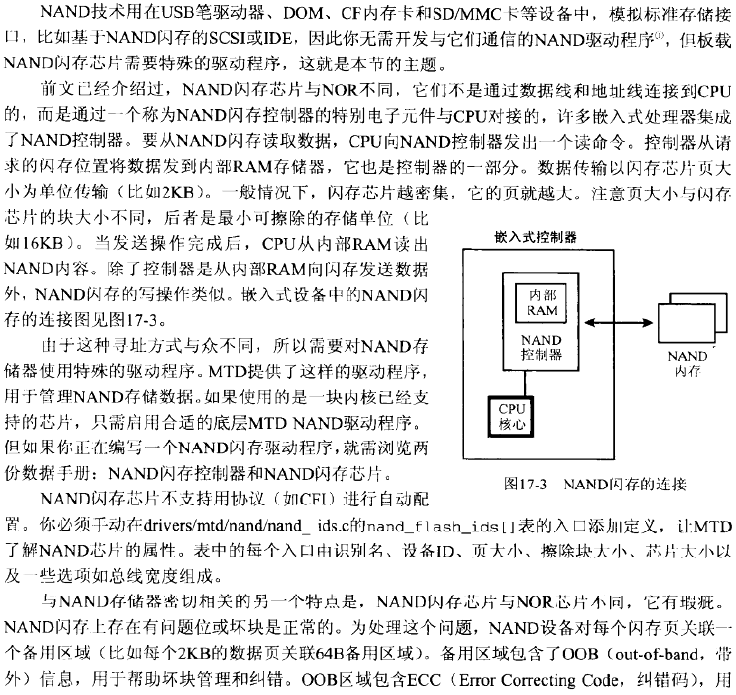 NAND技术用在USB笔驱动器、DOM、CF内存卡和SD/MMC卡等设备中，模拟标准存储接
口，比如基于NAND闪存的SCSI或IDE，因此你无需开发与它们通信的NAND驱动程序①，但板载
NAND闪存芯片需要特殊的驱动程序，这就是本节的主题。
前文已经介绍过，NAND闪存芯片与NOR不同，它们不是通过数据线和地址线连接到CPU
的，而是通过一个称为NAND闪存控制器的特别电子元件与CPU对接的，许多嵌入式处理器集成
了NAND控制器。要从NAND闪存读取数据，CPU向NAND控制器发出一个读命令。控制器从请
求的闪存位置将数据发到内部RAM存储器，它也是控制器的一部分。数据传输以闪存芯片页大
小为单位传输（比如2KB）。一般情况下，闪存芯片越密集，它的页就越大。注意页大小与闪存
芯片的块大小不同，后者是最小可擦除的存储单位（比
如16KB）。当发送操作完成后，CPU从内部RAM读出
NAND内容。除了控制器是从内部RAM向闪存发送数据
外，NAND闪存的写操作类似。嵌入式设备中的NAND闪
存的连接图见图17-3。
由于这种寻址方式与众不同，所以需要对NAND存
储器使用特殊的驱动程序。MTD提供了这样的驱动程序，
用于管理NAND存储数据。如果使用的是一块内核已经支
持的芯片，只需启用合适的底层MTD NAND驱动程序。
但如果你正在编写一个NAND闪存驱动程序，就需浏览两
份数据手册：NAND闪存控制器和NAND闪存芯片。
嵌入式控制器
内部
RAM
NAND
控制器
CPU
核心
NAND
内存
图17-3 NAND闪存的连接
NAND闪存芯片不支持用协议（如CFI）进行自动配
置。你必须手动在drivers/mtd/nand/nand_ ids.c的nand_flash_ids[]表的入口添加定义，让MTD
了解NAND芯片的属性。表中的每个入口由识别名、设备ID、页大小、擦除块大小、芯片大小以
及一些选项如总线宽度组成。
与NAND存储器密切相关的另一个特点是，NAND闪存芯片与NOR芯片不同，它有瑕疵。
NAND闪存上存在有问题位或坏块是正常的。为处理这个问题，NAND设备对每个闪存页关联一
个备用区域（比如每个2KB的数据页关联64B备用区域）。备用区域包含了OOB（out-of-band，带
外）信息，用于帮助坏块管理和纠错。OOB区域包含ECC（Error Correcting Code，纠错码），用